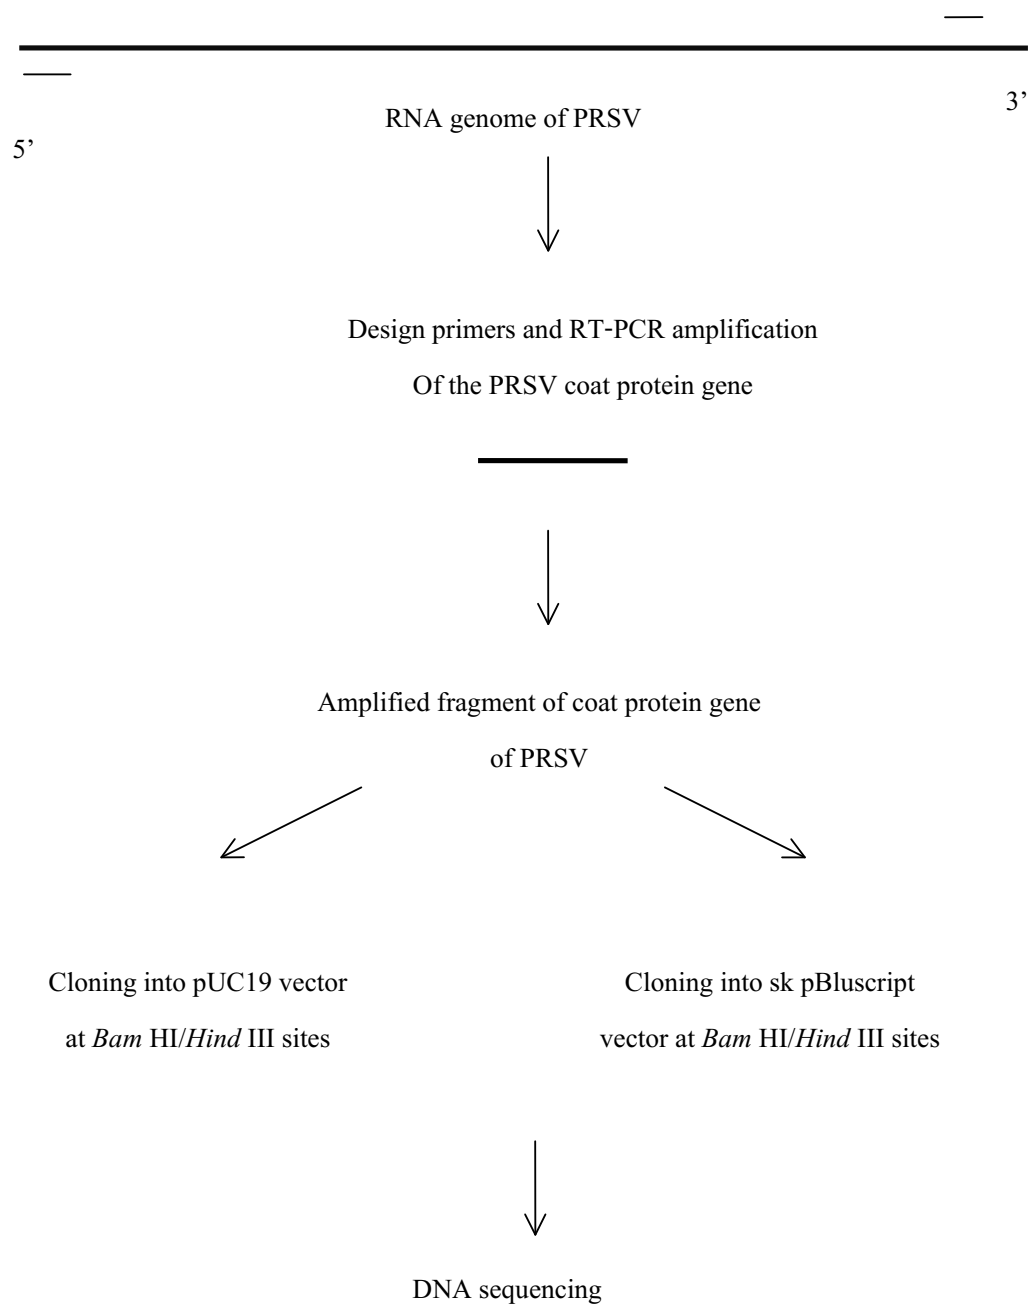 3’
RNA genome of PRSV
5’
Design primers and RT-PCR amplification
Of the PRSV coat protein gene
Amplified fragment of coat protein gene
of PRSV
Cloning into pUC19 vector
at Bam HI/Hind III sites
Cloning into sk pBluscript
vector at Bam HI/Hind III sites
DNA sequencing